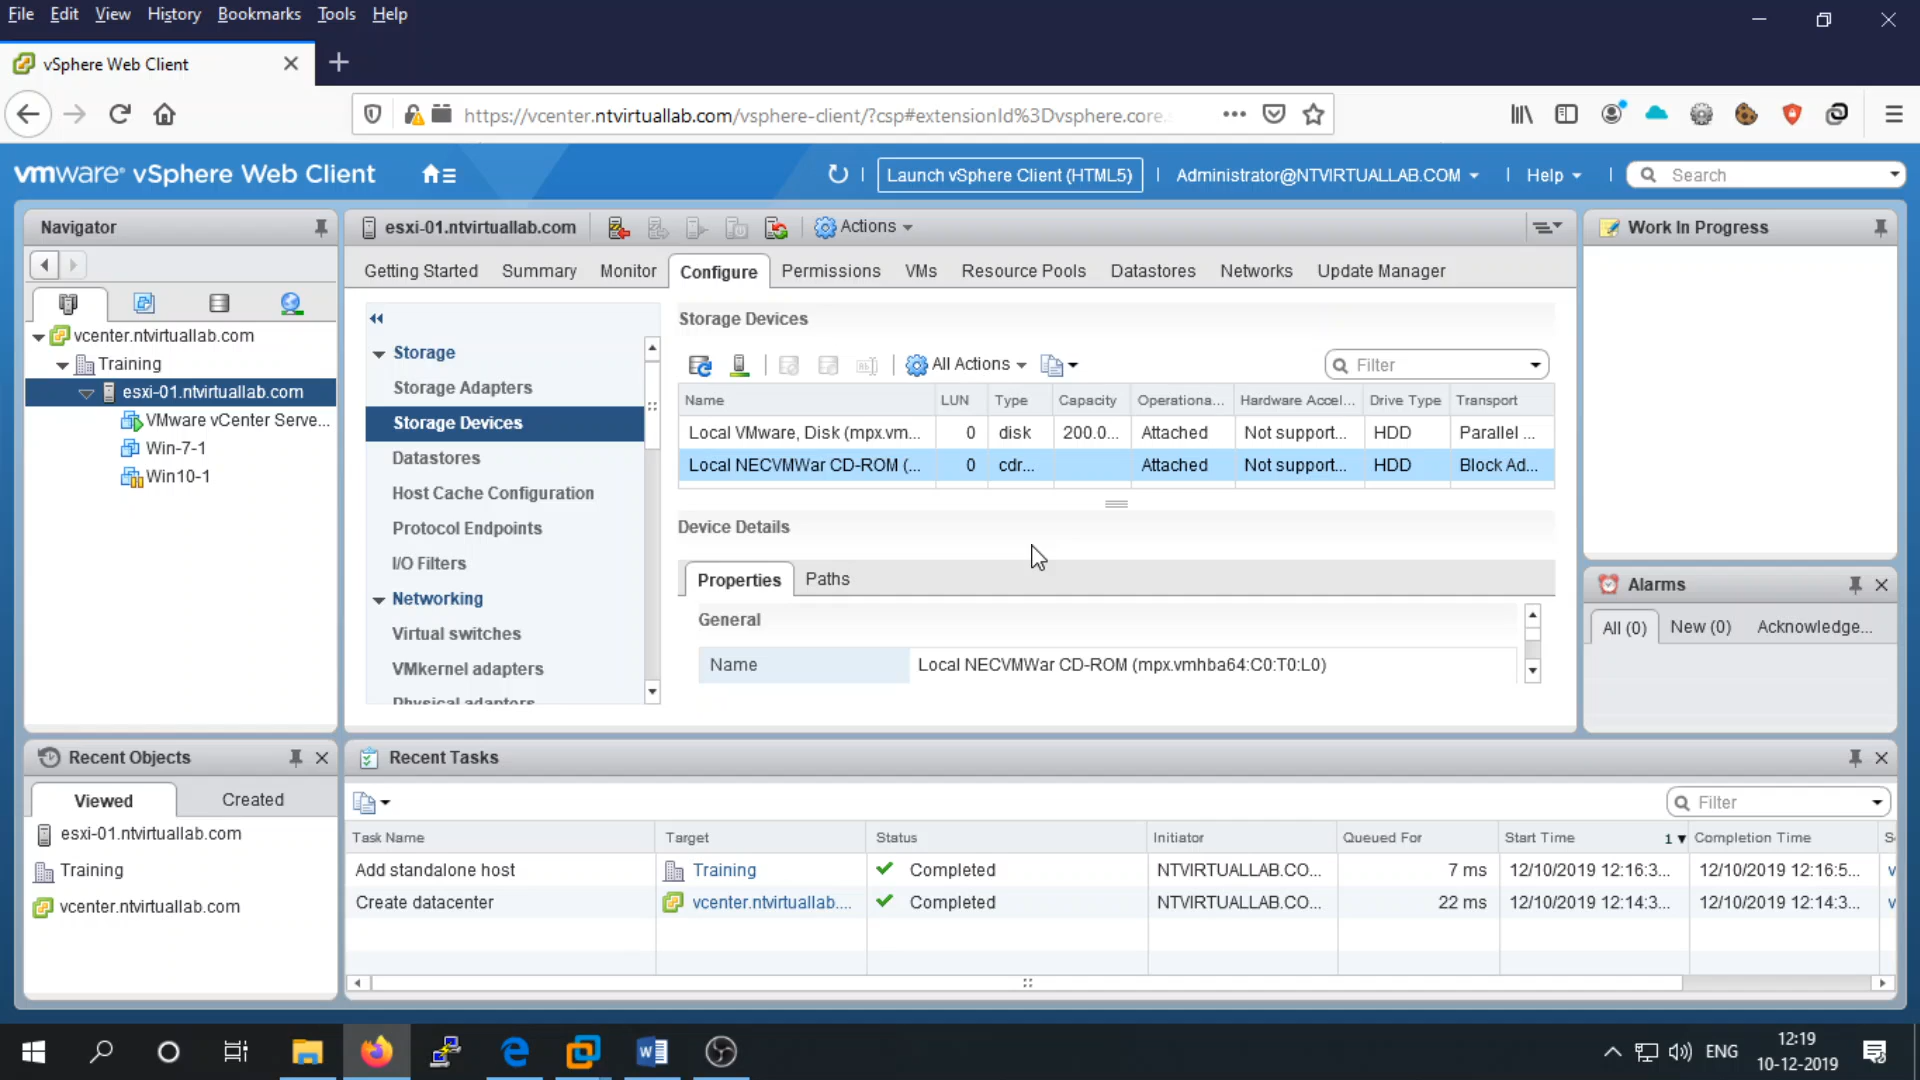 File Edit View History Bookmarks Tools Help
vSphere Web Client
https://vcenter.ntvirtuallab.com/vsphere-client/?csp#extensionId%3Dvsphere.core.
vmware® vSphere Web Client
Launch vSphere Client (HTML5)
Administrator@NTVIRTUALLAB.COM
Help
Search
Navigator
esxi-01.ntvirtuallab.com
Actions
Work In Progress
Getting Started Summary Monitor Configure Permissions VMs Resource Pools Datastores Networks Update Manager
vcenter.ntvirtuallab.com
Training
esxi-01.ntvirtuallab.com
VMware vCenter Serve...
Win-7-1
Win10-1
Storage
Storage Adapters
Storage Devices
Datastores
Host Cache Configuration
Protocol Endpoints
I/O Filters
Networking
Virtual switches
VMkernel adapters
Physical adapters
Storage Devices
All Actions
Filter
Name LUN Type Capacity Operationa... Hardware Accel... Drive Type Transport
Local VMware, Disk (mpx.vm... 0 disk 200.0... Attached Not support... HDD Parallel ...
Local NECVMWar CD-ROM (... 0 cdr... Attached Not support... HDD Block Ad...
Device Details
Properties Paths
General
Name Local NECVMWar CD-ROM (mpx.vmhba64:C0:T0:L0)
Alarms
All (0) New (0) Acknowledge...
Recent Objects
Viewed Created
esxi-01.ntvirtuallab.com
Training
vcenter.ntvirtuallab.com
Recent Tasks
Filter
Task Name Target Status Initiator Queued For Start Time 1 Completion Time S
Add standalone host Training Completed NTVIRTUALLAB.CO... 7 ms 12/10/2019 12:16:3... 12/10/2019 12:16:5... v
Create datacenter vcenter.ntvirtuallab.... Completed NTVIRTUALLAB.CO... 22 ms 12/10/2019 12:14:3... 12/10/2019 12:14:3... v
ENG
12:19
10-12-2019